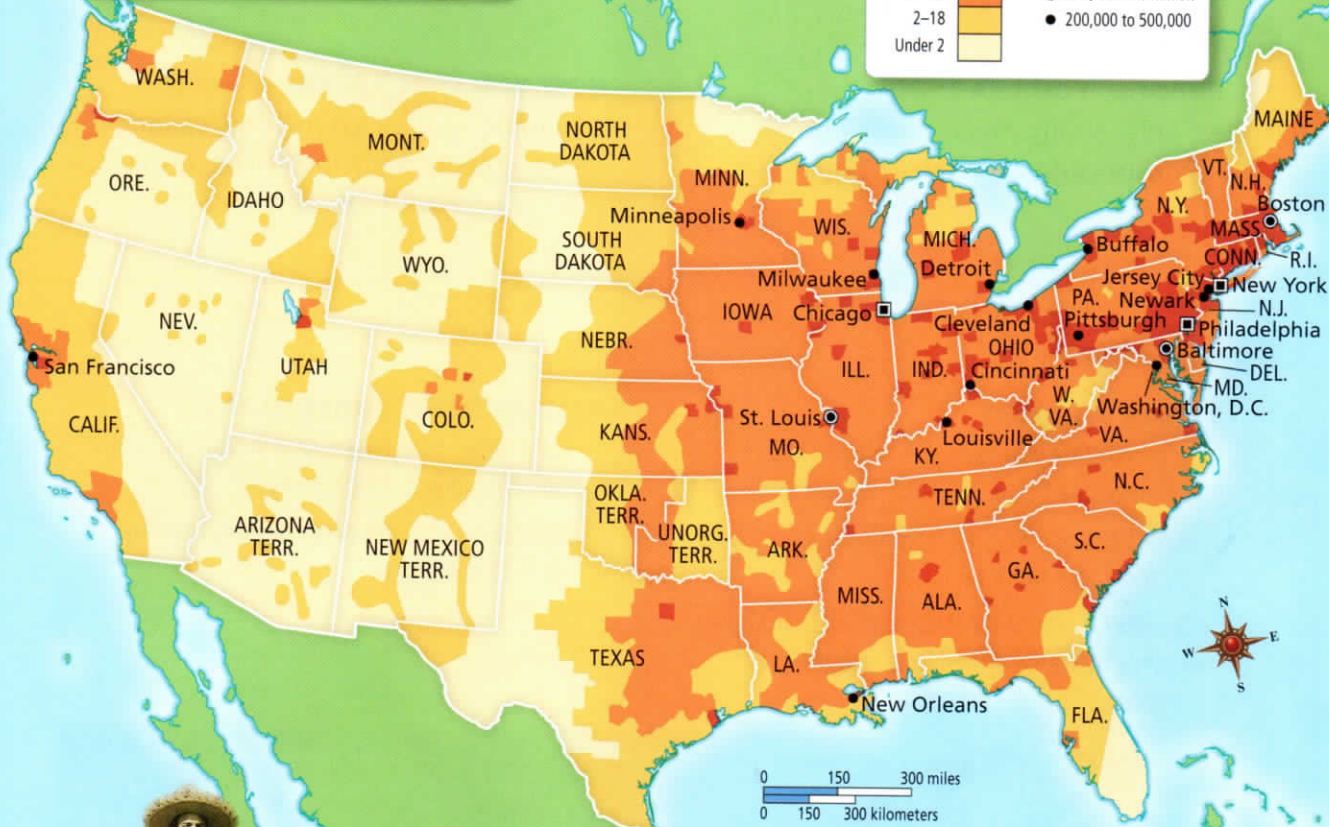 2–18
200,000 to 500,000
Under 2
WASH.
MONT.
NORTH
DAKOTA
MINN.
MAINE
VT.
N.H.
ORE.
IDAHO
Minneapolis
WIS.
MICH.
N.Y.
Boston
MASS.
SOUTH
DAKOTA
WYO.
Buffalo
CONN.
R.I.
Milwaukee
Detroit
Jersey City
New York
NEV.
IOWA
Chicago
PA.
Newark
N.J.
Cleveland
Pittsburgh
Philadelphia
NEBR.
OHIO
Baltimore
San Francisco
UTAH
ILL.
IND.
Cincinnati
DEL.
MD.
W.
VA.
Washington, D.C.
CALIF.
COLO.
KANS.
St. Louis
MO.
Louisville
VA.
KY.
N.C.
OKLA.
TERR.
TENN.
ARIZONA
TERR.
NEW MEXICO
TERR.
UNORG.
TERR.
ARK.
S.C.
GA.
MISS.
ALA.
N
W
E
S
TEXAS
LA.
New Orleans
FLA.
0 150 300 miles
0 150 300 kilometers